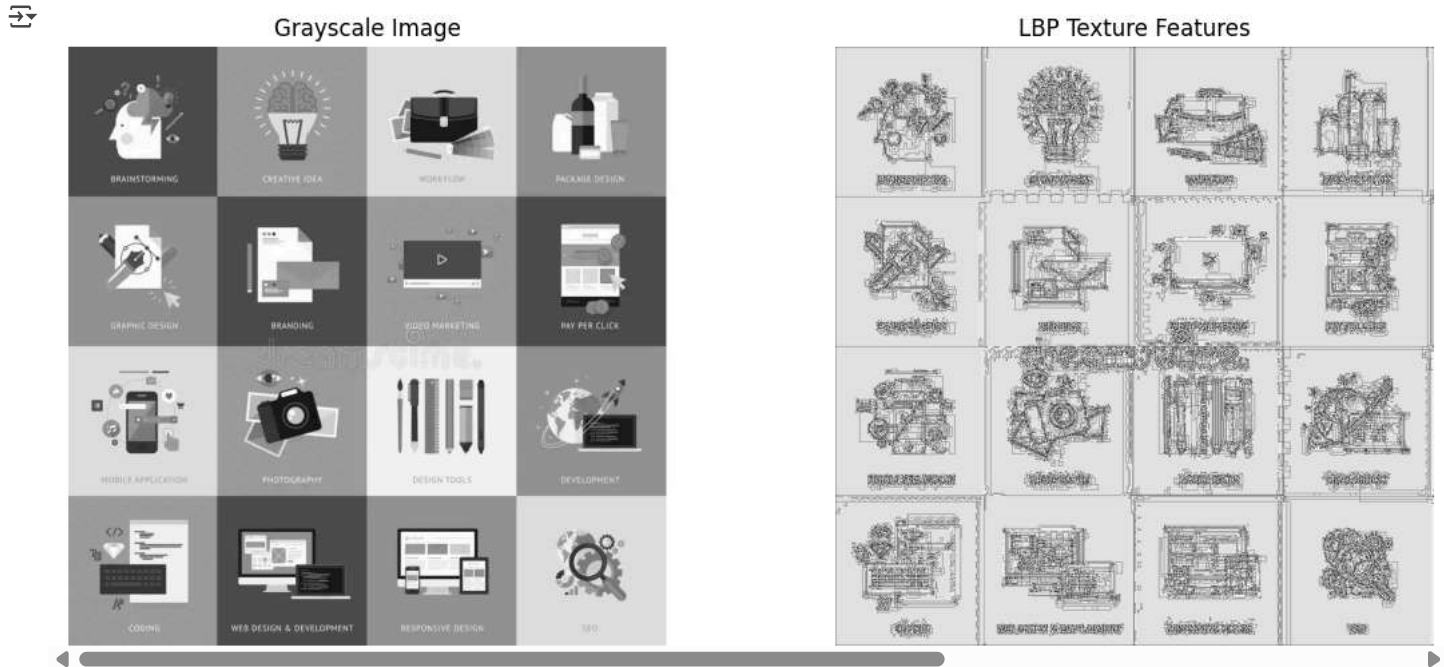 Grayscale Image
LBP Texture Features
BRAINSTORMING
CREATIVE IDEA
WORKFLOW
PACKAGE DESIGN
GRAPHIC DESIGN
BRANDING
VIDEO MARKETING
PAY PER CLICK
dreamstime.
MOBILE APPLICATION
PHOTOGRAPHY
DESIGN TOOLS
DEVELOPMENT
CODING
WEB DESIGN & DEVELOPMENT
RESPONSIVE DESIGN
SEO